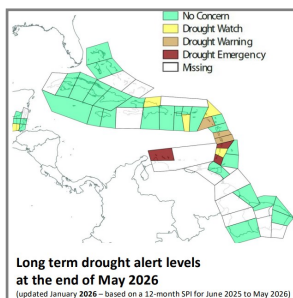 No Concern
Drought Watch
Drought Warning
Drought Emergency
Missing
Long term drought alert levels
at the end of May 2026
(updated January 2026 – based on a 12-month SPI for June 2025 to May 2026)